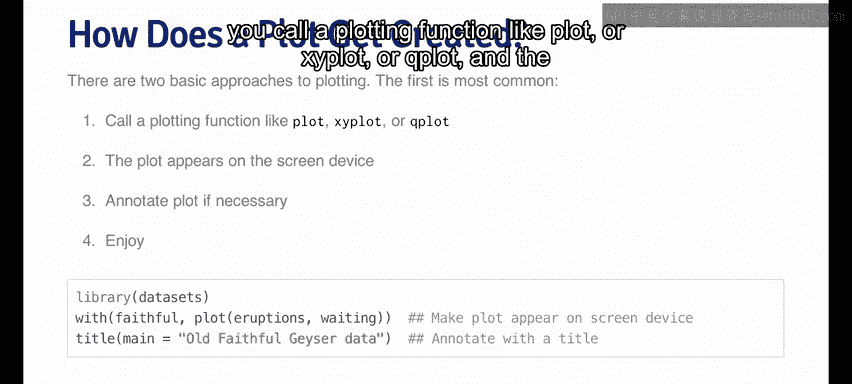 How Does a Plot Get Created?
you call a plotting function like plot, or
xyplot, or qplot, and the
There are two basic approaches to plotting. The first is most common:
1. Call a plotting function like plot, xyplot, or qplot
2. The plot appears on the screen device
3. Annotate plot if necessary
4. Enjoy
library(datasets)
with(faithful, plot(eruptions, waiting)) ## Make plot appear on screen device
title(main = "Old Faithful Geyser data") ## Annotate with a title